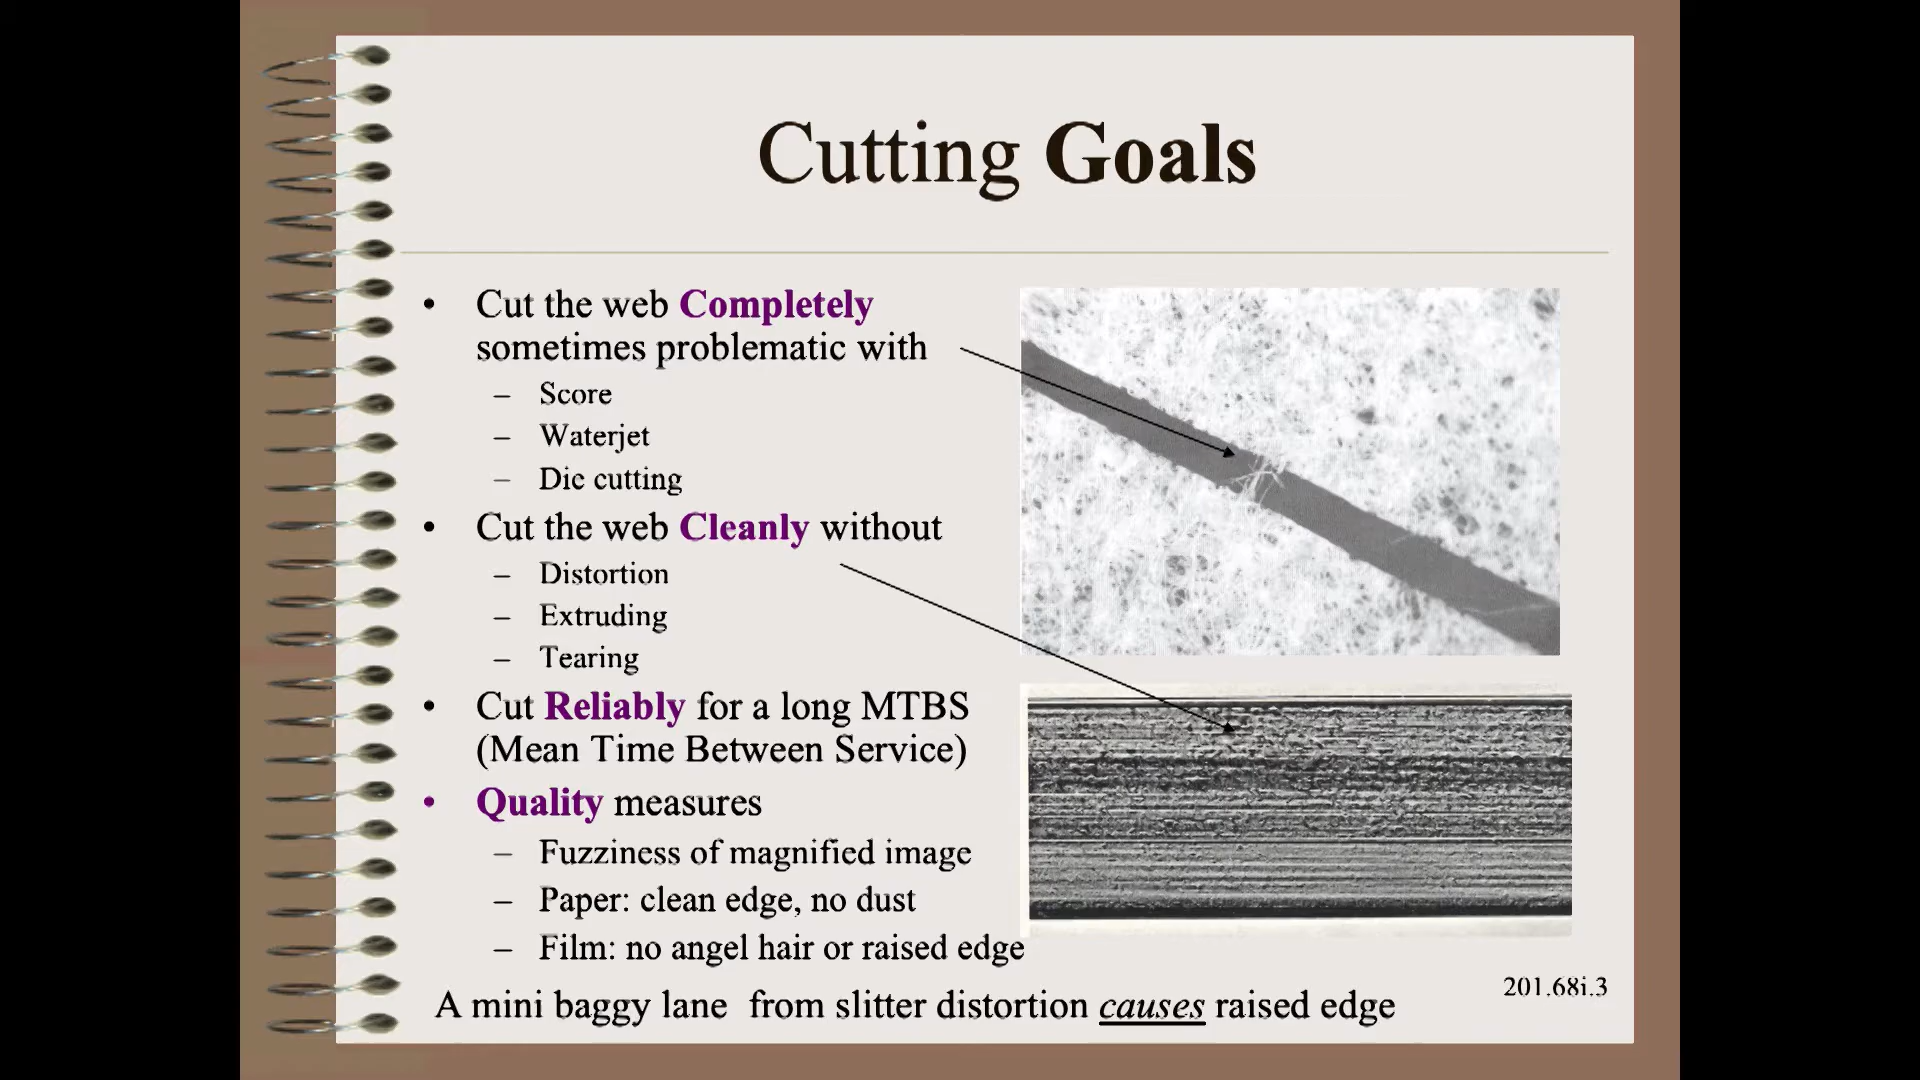 Cutting Goals
• Cut the web Completely
sometimes problematic with
– Score
– Waterjet
– Die cutting
• Cut the web Cleanly without
– Distortion
– Extruding
– Tearing
• Cut Reliably for a long MTBS
(Mean Time Between Service)
• Quality measures
– Fuzziness of magnified image
– Paper: clean edge, no dust
– Film: no angel hair or raised edge
201.68i.3
A mini baggy lane from slitter distortion causes raised edge